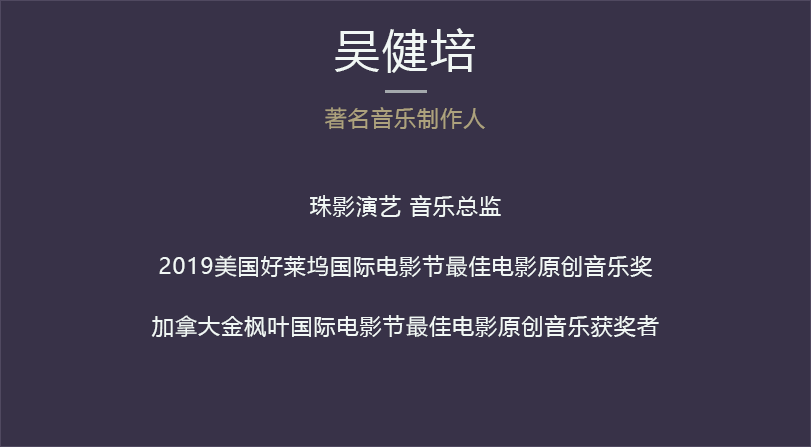 吴健培
著名音乐制作人
珠影演艺 音乐总监
2019美国好莱坞国际电影节最佳电影原创音乐奖
加拿大金枫叶国际电影节最佳电影原创音乐获奖者